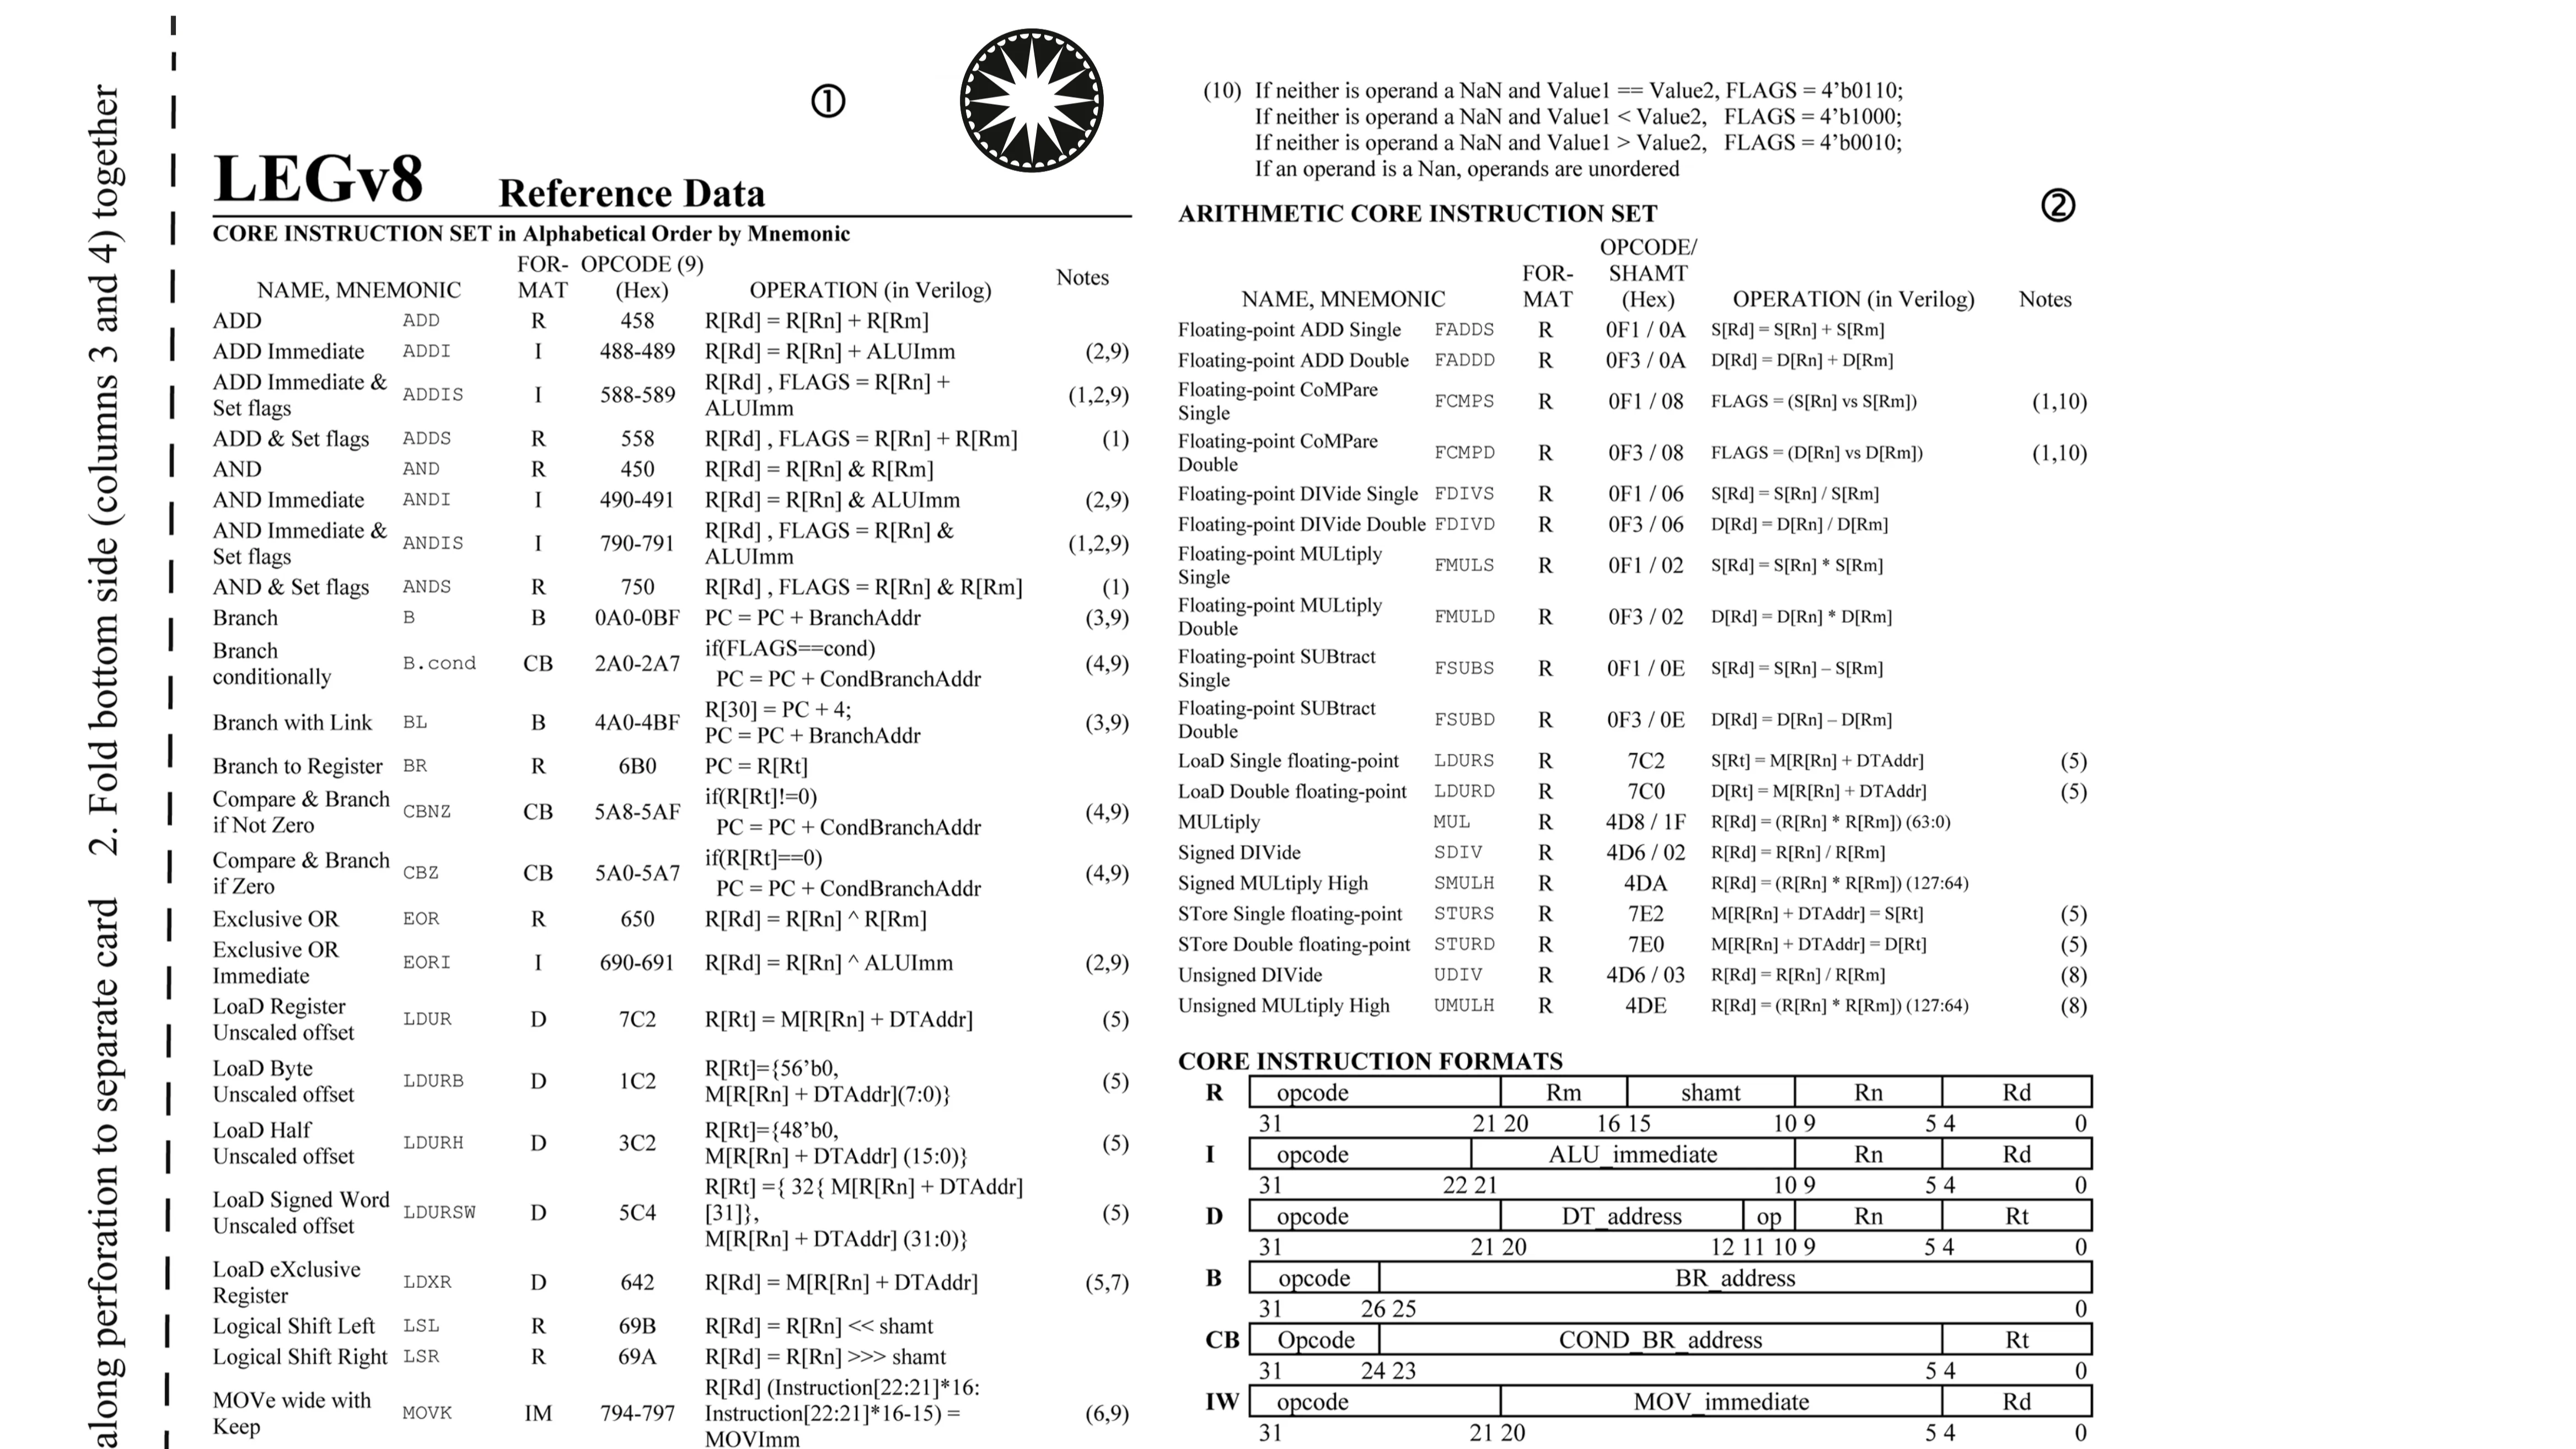 along perforation to separate card 2. Fold bottom side (columns 3 and 4) together
①
LEGv8 Reference Data
CORE INSTRUCTION SET in Alphabetical Order by Mnemonic
NAME, MNEMONIC FOR-MAT OPCODE (9) (Hex) OPERATION (in Verilog) Notes
ADD ADD R 458 R[Rd] = R[Rn] + R[Rm]
ADD Immediate ADDI I 488-489 R[Rd] = R[Rn] + ALUImm (2,9)
ADD Immediate & Set flags ADDIS I 588-589 R[Rd] , FLAGS = R[Rn] + ALUImm (1,2,9)
ADD & Set flags ADDS R 558 R[Rd] , FLAGS = R[Rn] + R[Rm] (1)
AND AND R 450 R[Rd] = R[Rn] & R[Rm]
AND Immediate ANDI I 490-491 R[Rd] = R[Rn] & ALUImm (2,9)
AND Immediate & Set flags ANDIS I 790-791 R[Rd] , FLAGS = R[Rn] & ALUImm (1,2,9)
AND & Set flags ANDS R 750 R[Rd] , FLAGS = R[Rn] & R[Rm] (1)
Branch B B 0A0-0BF PC = PC + BranchAddr (3,9)
Branch conditionally B.cond CB 2A0-2A7 if(FLAGS==cond) PC = PC + CondBranchAddr (4,9)
Branch with Link BL B 4A0-4BF R[30] = PC + 4; PC = PC + BranchAddr (3,9)
Branch to Register BR R 6B0 PC = R[Rt]
Compare & Branch if Not Zero CBNZ CB 5A8-5AF if(R[Rt]!=0) PC = PC + CondBranchAddr (4,9)
Compare & Branch if Zero CBZ CB 5A0-5A7 if(R[Rt]==0) PC = PC + CondBranchAddr (4,9)
Exclusive OR EOR R 650 R[Rd] = R[Rn] ^ R[Rm]
Exclusive OR Immediate EORI I 690-691 R[Rd] = R[Rn] ^ ALUImm (2,9)
LoaD Register Unscaled offset LDUR D 7C2 R[Rt] = M[R[Rn] + DTAddr] (5)
LoaD Byte Unscaled offset LDURB D 1C2 R[Rt]={56’b0, M[R[Rn] + DTAddr](7:0)} (5)
LoaD Half Unscaled offset LDURH D 3C2 R[Rt]={48’b0, M[R[Rn] + DTAddr] (15:0)} (5)
LoaD Signed Word Unscaled offset LDURSW D 5C4 R[Rt] ={ 32{ M[R[Rn] + DTAddr] [31]}, M[R[Rn] + DTAddr] (31:0)} (5)
LoaD eXclusive Register LDXR D 642 R[Rd] = M[R[Rn] + DTAddr] (5,7)
Logical Shift Left LSL R 69B R[Rd] = R[Rn] << shamt
Logical Shift Right LSR R 69A R[Rd] = R[Rn] >>> shamt
MOVe wide with Keep MOVK IM 794-797 R[Rd] (Instruction[22:21]*16: Instruction[22:21]*16-15) = MOVImm (6,9)
(10) If neither is operand a NaN and Value1 == Value2, FLAGS = 4’b0110;
If neither is operand a NaN and Value1 < Value2, FLAGS = 4’b1000;
If neither is operand a NaN and Value1 > Value2, FLAGS = 4’b0010;
If an operand is a Nan, operands are unordered
②
ARITHMETIC CORE INSTRUCTION SET
NAME, MNEMONIC FOR-MAT OPCODE/ SHAMT (Hex) OPERATION (in Verilog) Notes
Floating-point ADD Single FADDS R 0F1 / 0A S[Rd] = S[Rn] + S[Rm]
Floating-point ADD Double FADDD R 0F3 / 0A D[Rd] = D[Rn] + D[Rm]
Floating-point CoMPare Single FCMPS R 0F1 / 08 FLAGS = (S[Rn] vs S[Rm]) (1,10)
Floating-point CoMPare Double FCMPD R 0F3 / 08 FLAGS = (D[Rn] vs D[Rm]) (1,10)
Floating-point DIVide Single FDIVS R 0F1 / 06 S[Rd] = S[Rn] / S[Rm]
Floating-point DIVide Double FDIVD R 0F3 / 06 D[Rd] = D[Rn] / D[Rm]
Floating-point MULtiply Single FMULS R 0F1 / 02 S[Rd] = S[Rn] * S[Rm]
Floating-point MULtiply Double FMULD R 0F3 / 02 D[Rd] = D[Rn] * D[Rm]
Floating-point SUBtract Single FSUBS R 0F1 / 0E S[Rd] = S[Rn] – S[Rm]
Floating-point SUBtract Double FSUBD R 0F3 / 0E D[Rd] = D[Rn] – D[Rm]
LoaD Single floating-point LDURS R 7C2 S[Rt] = M[R[Rn] + DTAddr] (5)
LoaD Double floating-point LDURD R 7C0 D[Rt] = M[R[Rn] + DTAddr] (5)
MULtiply MUL R 4D8 / 1F R[Rd] = (R[Rn] * R[Rm]) (63:0)
Signed DIVide SDIV R 4D6 / 02 R[Rd] = R[Rn] / R[Rm]
Signed MULtiply High SMULH R 4DA R[Rd] = (R[Rn] * R[Rm]) (127:64)
STore Single floating-point STURS R 7E2 M[R[Rn] + DTAddr] = S[Rt] (5)
STore Double floating-point STURD R 7E0 M[R[Rn] + DTAddr] = D[Rt] (5)
Unsigned DIVide UDIV R 4D6 / 03 R[Rd] = R[Rn] / R[Rm] (8)
Unsigned MULtiply High UMULH R 4DE R[Rd] = (R[Rn] * R[Rm]) (127:64) (8)
CORE INSTRUCTION FORMATS
R opcode Rm shamt Rn Rd
31 21 20 16 15 10 9 5 4 0
I opcode ALU_immediate Rn Rd
31 22 21 10 9 5 4 0
D opcode DT_address op Rn Rt
31 21 20 12 11 10 9 5 4 0
B opcode BR_address
31 26 25 0
CB Opcode COND_BR_address Rt
31 24 23 5 4 0
IW opcode MOV_immediate Rd
31 21 20 5 4 0